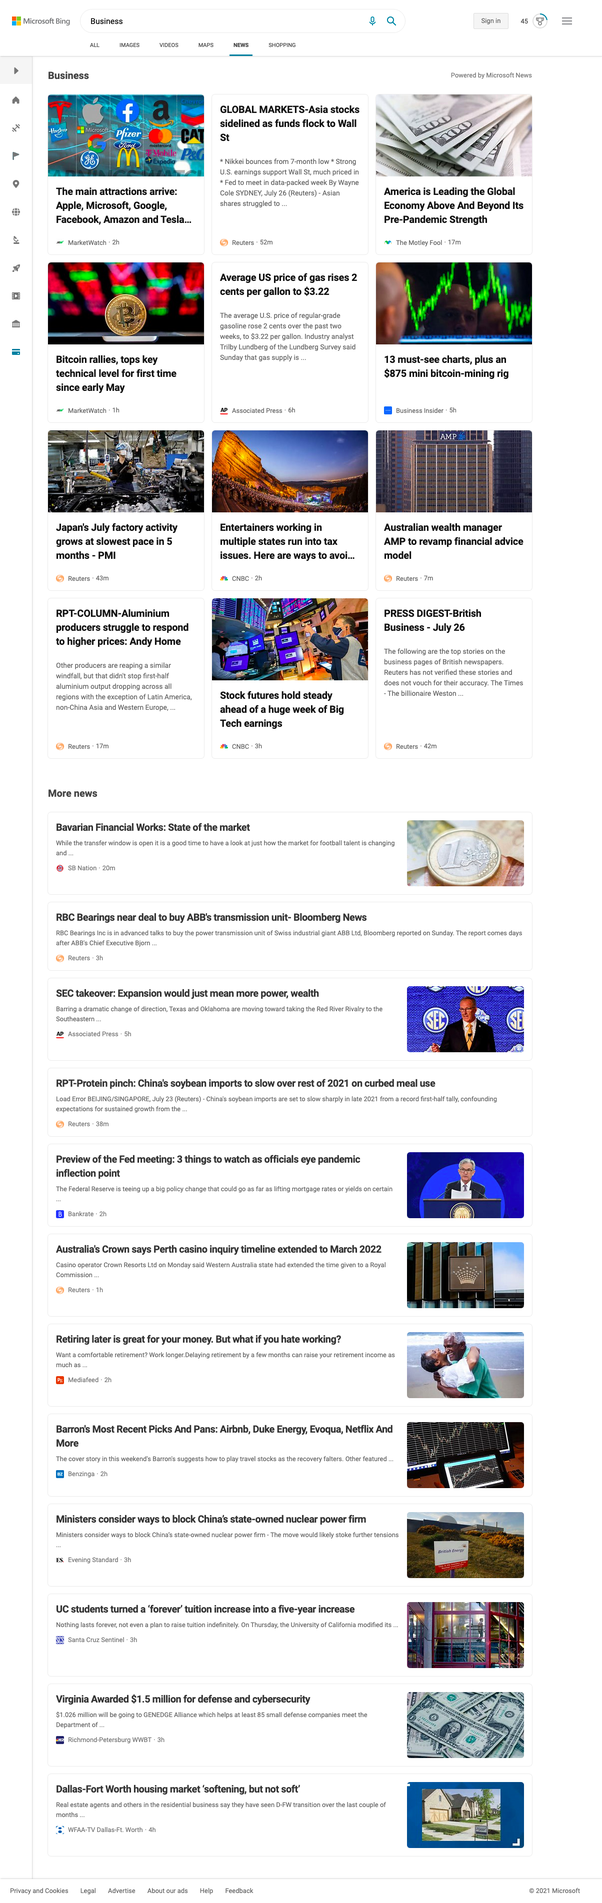 Microsoft Bing
Business
Sign in
45
ALL IMAGES VIDEOS MAPS NEWS SHOPPING
Business
Powered by Microsoft News
The main attractions arrive:
Apple, Microsoft, Google,
Facebook, Amazon and Tesla...
MarketWatch · 2h
GLOBAL MARKETS-Asia stocks
sidelined as funds flock to Wall
St
* Nikkei bounces from 7-month low * Strong
U.S. earnings support Wall St, much priced in
* Fed to meet in data-packed week By Wayne
Cole SYDNEY, July 26 (Reuters) - Asian
shares struggled to ...
Reuters · 52m
America is Leading the Global
Economy Above And Beyond Its
Pre-Pandemic Strength
The Motley Fool · 17m
Bitcoin rallies, tops key
technical level for first time
since early May
MarketWatch · 1h
Average US price of gas rises 2
cents per gallon to $3.22
The average U.S. price of regular-grade
gasoline rose 2 cents over the past two
weeks, to $3.22 per gallon. Industry analyst
Trilby Lundberg of the Lundberg Survey said
Sunday that gas supply is ...
AP Associated Press · 6h
13 must-see charts, plus an
$875 mini bitcoin-mining rig
Business Insider · 5h
Japan's July factory activity
grows at slowest pace in 5
months - PMI
Reuters · 43m
Entertainers working in
multiple states run into tax
issues. Here are ways to avoi...
CNBC · 2h
AMP
Australian wealth manager
AMP to revamp financial advice
model
Reuters · 7m
RPT-COLUMN-Aluminium
producers struggle to respond
to higher prices: Andy Home
Other producers are reaping a similar
windfall, but that didn't stop first-half
aluminium output dropping across all
regions with the exception of Latin America,
non-China Asia and Western Europe, ...
Reuters · 17m
Stock futures hold steady
ahead of a huge week of Big
Tech earnings
CNBC · 3h
PRESS DIGEST-British
Business - July 26
The following are the top stories on the
business pages of British newspapers.
Reuters has not verified these stories and
does not vouch for their accuracy. The Times
- The billionaire Weston ...
Reuters · 42m
More news
Bavarian Financial Works: State of the market
While the transfer window is open it is a good time to have a look at just how the market for football talent is changing
and ...
SB Nation · 20m
RBC Bearings near deal to buy ABB's transmission unit- Bloomberg News
RBC Bearings Inc is in advanced talks to buy the power transmission unit of Swiss industrial giant ABB Ltd, Bloomberg reported on Sunday. The report comes days
after ABB's Chief Executive Bjorn ...
Reuters · 3h
SEC takeover: Expansion would just mean more power, wealth
Barring a dramatic change of direction, Texas and Oklahoma are moving toward taking the Red River Rivalry to the
Southeastern ...
AP Associated Press · 5h
RPT-Protein pinch: China's soybean imports to slow over rest of 2021 on curbed meal use
Load Error BEIJING/SINGAPORE, July 23 (Reuters) - China's soybean imports are set to slow sharply in late 2021 from a record first-half tally, confounding
expectations for sustained growth from the ...
Reuters · 38m
Preview of the Fed meeting: 3 things to watch as officials eye pandemic
inflection point
The Federal Reserve is teeing up a big policy change that could go as far as lifting mortgage rates or yields on certain
...
Bankrate · 2h
Australia's Crown says Perth casino inquiry timeline extended to March 2022
Casino operator Crown Resorts Ltd on Monday said Western Australia state had extended the time given to a Royal
Commission ...
Reuters · 1h
Retiring later is great for your money. But what if you hate working?
Want a comfortable retirement? Work longer.Delaying retirement by a few months can raise your retirement income as
much as ...
Mediafeed · 2h
Barron's Most Recent Picks And Pans: Airbnb, Duke Energy, Evoqua, Netflix And
More
The cover story in this weekend's Barron's suggests how to play travel stocks as the recovery falters. Other featured ...
Benzinga · 2h
Ministers consider ways to block China's state-owned nuclear power firm
Ministers consider ways to block China's state-owned nuclear power firm - The move would likely stoke further tensions
...
Evening Standard · 3h
UC students turned a 'forever' tuition increase into a five-year increase
Nothing lasts forever, not even a plan to raise tuition indefinitely. On Thursday, the University of California modified its ...
Santa Cruz Sentinel · 3h
Virginia Awarded $1.5 million for defense and cybersecurity
$1.026 million will be going to GENEDGE Alliance which helps at least 85 small defense companies meet the
Department of ...
Richmond-Petersburg WWBT · 3h
Dallas-Fort Worth housing market 'softening, but not soft'
Real estate agents and others in the residential business say they have seen D-FW transition over the last couple of
months ...
WFAA-TV Dallas-Ft. Worth · 4h
Privacy and Cookies Legal Advertise About our ads Help Feedback
© 2021 Microsoft